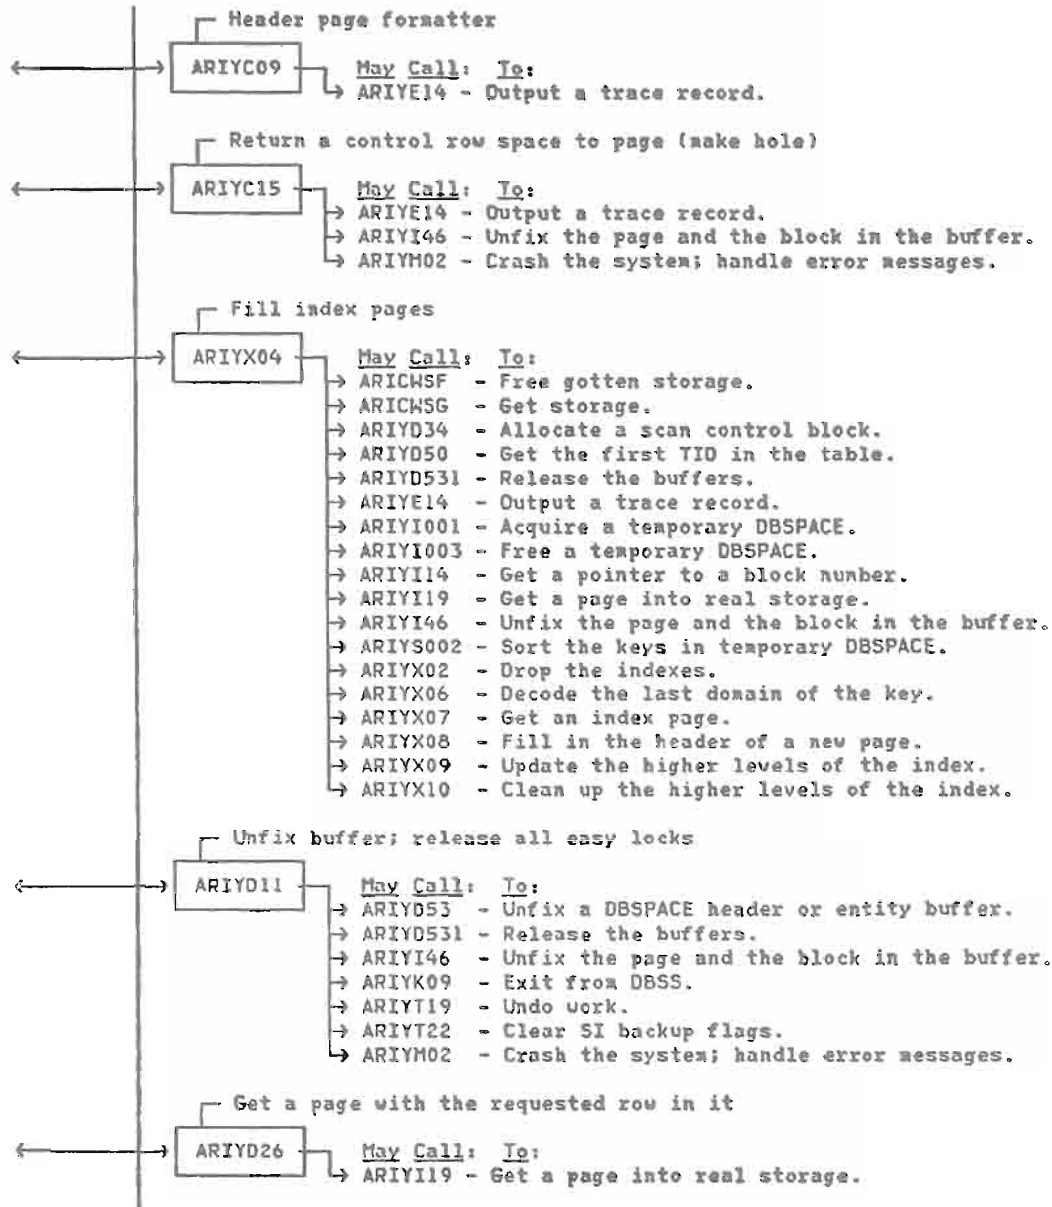 Header page formatter
ARIYC09 May Call: To:
ARIYE14 - Output a trace record.
Return a control row space to page (make hole)
ARIYC15 May Call: To:
ARIYE14 - Output a trace record.
ARIYI46 - Unfix the page and the block in the buffer.
ARIYM02 - Crash the system; handle error messages.
Fill index pages
ARIYX04 May Call: To:
ARICWSF - Free gotten storage.
ARICWSG - Get storage.
ARIYD34 - Allocate a scan control block.
ARIYD50 - Get the first TID in the table.
ARIYD531 - Release the buffers.
ARIYE14 - Output a trace record.
ARIYI001 - Acquire a temporary DBSPACE.
ARIYI003 - Free a temporary DBSPACE.
ARIYI14 - Get a pointer to a block number.
ARIYI19 - Get a page into real storage.
ARIYI46 - Unfix the page and the block in the buffer.
ARIYS002 - Sort the keys in temporary DBSPACE.
ARIYX02 - Drop the indexes.
ARIYX06 - Decode the last domain of the key.
ARIYX07 - Get an index page.
ARIYX08 - Fill in the header of a new page.
ARIYX09 - Update the higher levels of the index.
ARIYX10 - Clean up the higher levels of the index.
Unfix buffer; release all easy locks
ARIYD11 May Call: To:
ARIYD53 - Unfix a DBSPACE header or entity buffer.
ARIYD531 - Release the buffers.
ARIYI46 - Unfix the page and the block in the buffer.
ARIYK09 - Exit from DBSS.
ARIYT19 - Undo work.
ARIYT22 - Clear SI backup flags.
ARIYM02 - Crash the system; handle error messages.
Get a page with the requested row in it
ARIYD26 May Call: To:
ARIYI19 - Get a page into real storage.